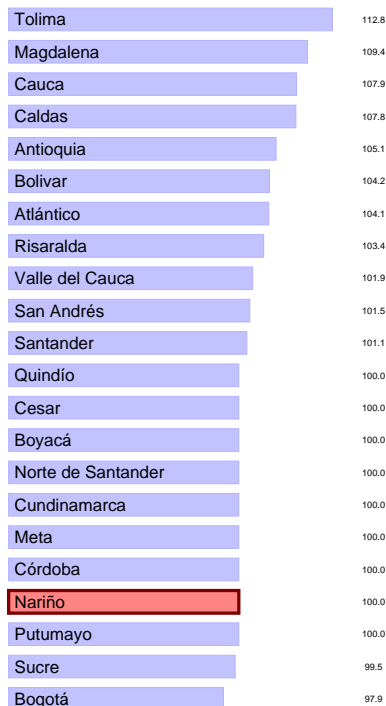 Tolima 112.8
Magdalena 109.4
Cauca 107.9
Caldas 107.8
Antioquia 105.1
Bolivar 104.2
Atlántico 104.1
Risaralda 103.4
Valle del Cauca 101.9
San Andrés 101.5
Santander 101.1
Quindío 100.0
Cesar 100.0
Boyacá 100.0
Norte de Santander 100.0
Cundinamarca 100.0
Meta 100.0
Córdoba 100.0
Nariño 100.0
Putumayo 100.0
Sucre 99.5
Bogotá 97.9